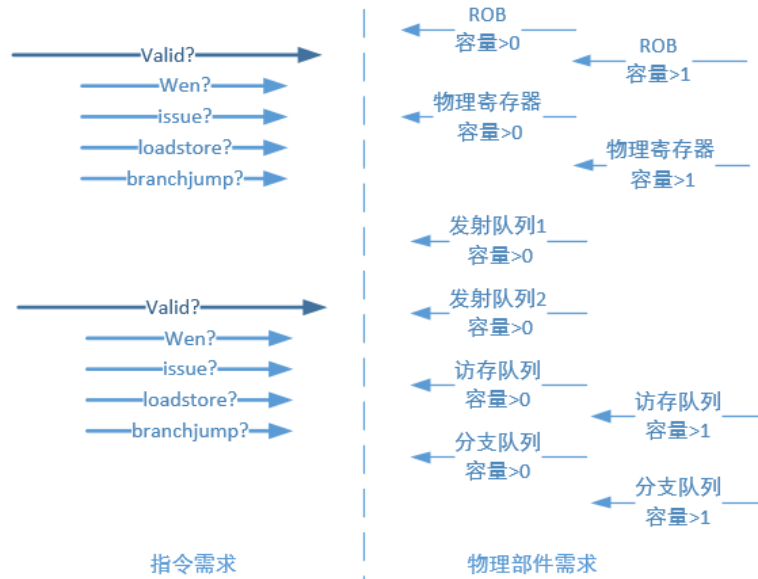 Valid?
Wen?
issue?
loadstore?
branchjump?
Valid?
Wen?
issue?
loadstore?
branchjump?
指令需求
ROB
容量>0
ROB
容量>1
物理寄存器
容量>0
物理寄存器
容量>1
发射队列1
容量>0
发射队列2
容量>0
访存队列
容量>0
访存队列
容量>1
分支队列
容量>0
分支队列
容量>1
物理部件需求